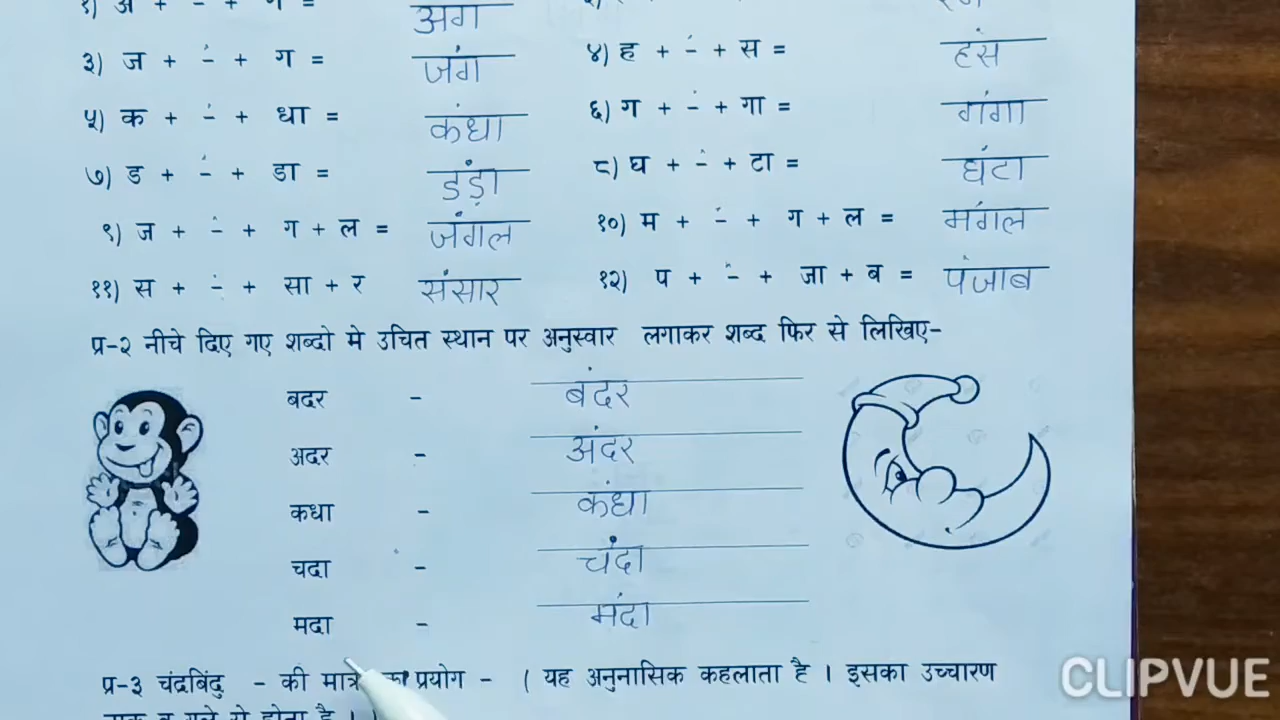 १) अ + ं + ग = अंग
३) ज + ं + ग = जंग ४) ह + ं + स = हंस
५) क + ं + धा = कंधा ६) ग + ं + गा = गंगा
७) ड + ं + डा = डंड़ा ८) घ + ं + टा = घंटा
९) ज + ं + ग + ल = जंगल १०) म + ं + ग + ल = मंगल
११) स + ं + सा + र संसार १२) प + ं + जा + ब = पंजाब
प्र-२ नीचे दिए गए शब्दो मे उचित स्थान पर अनुस्वार लगाकर शब्द फिर से लिखिए-
बदर - बंदर
अदर - अंदर
कधा - कंधा
चदा - चंदा
मदा - मंदा
प्र-३ चंद्रबिंदु - की प्रयोग - ( यह अनुनासिक कहलाता है । इसका उच्चारण
CLIPVUE